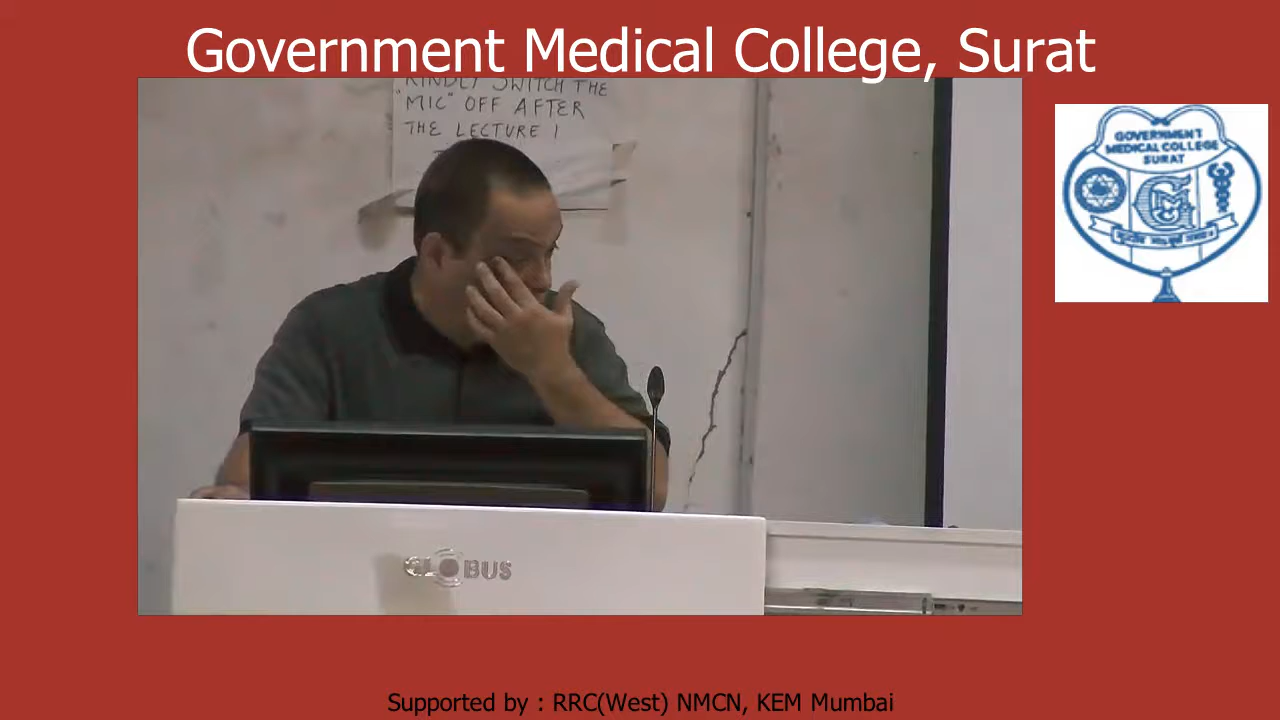 Government Medical College, Surat
KINDLY SWITCH THE
"MIC" OFF AFTER
THE LECTURE !
GOVERNMENT
MEDICAL COLLEGE
SURAT
GLOBUS
Supported by : RRC(West) NMCN, KEM Mumbai